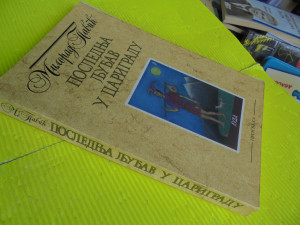 Милорад Павић
ПОСЛЕДЊА
ЉУБАВ
У ЦАРИГРАДУ
М. Павић ПОСЛЕДЊА ЉУБАВ У ЦАРИГРАДУ